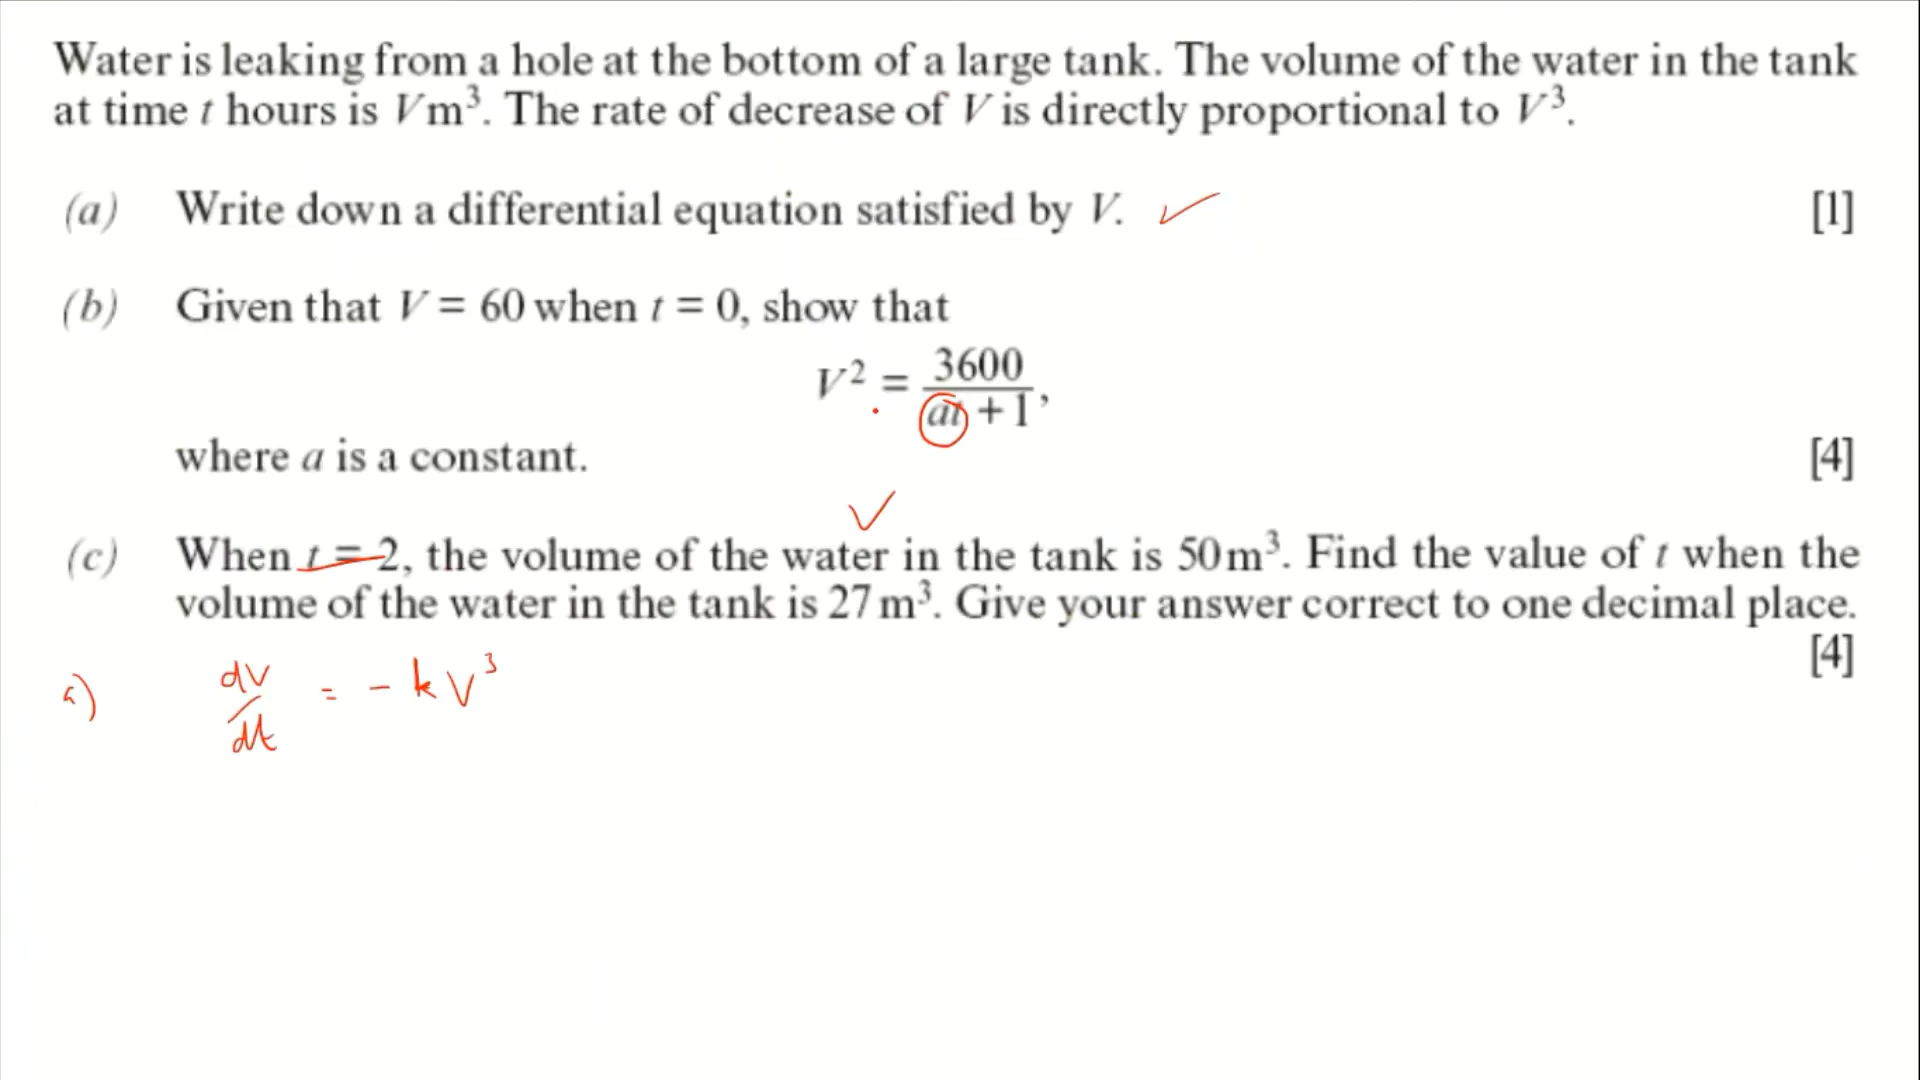 Water is leaking from a hole at the bottom of a large tank. The volume of the water in the tank
at time t hours is V m³. The rate of decrease of V is directly proportional to V³.
(a) Write down a differential equation satisfied by V. [1]
(b) Given that V = 60 when t = 0, show that
V² = 3600/(at + 1),
where a is a constant. [4]
(c) When t = 2, the volume of the water in the tank is 50 m³. Find the value of t when the
volume of the water in the tank is 27 m³. Give your answer correct to one decimal place.
[4]
a) dV/dt = - k V³